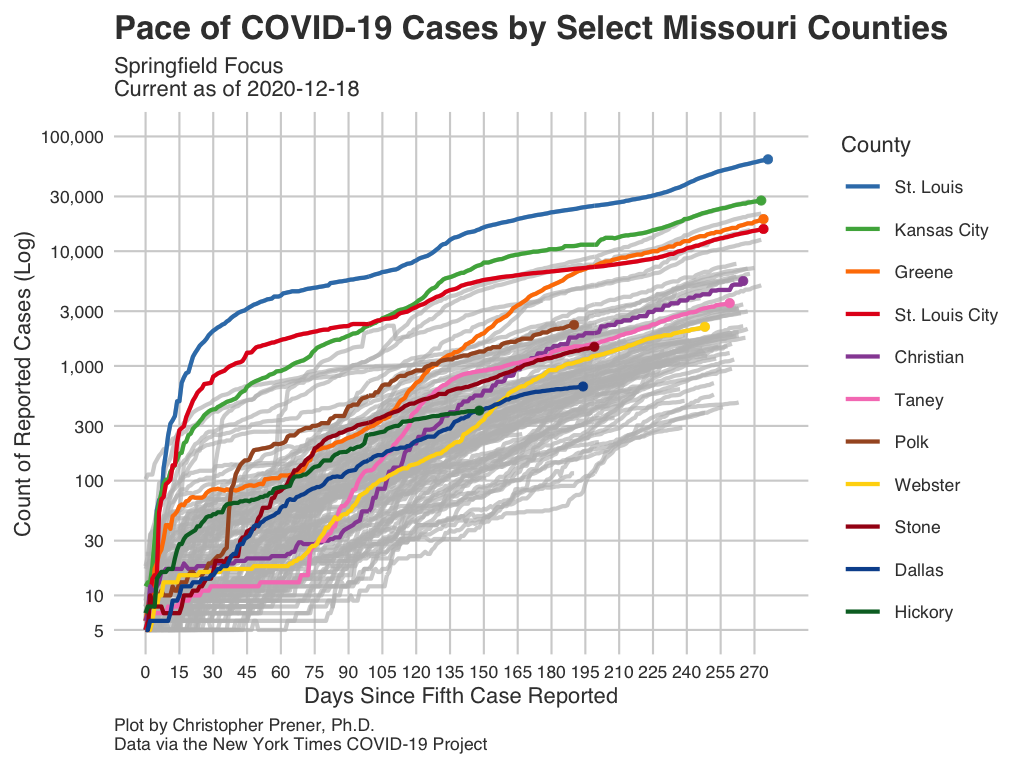 Pace of COVID-19 Cases by Select Missouri Counties
Springfield Focus
Current as of 2020-12-18
100,000
30,000
10,000
3,000
1,000
300
100
30
10
5
Count of Reported Cases (Log)
0 15 30 45 60 75 90 105 120 135 150 165 180 195 210 225 240 255 270
Days Since Fifth Case Reported
County
St. Louis
Kansas City
Greene
St. Louis City
Christian
Taney
Polk
Webster
Stone
Dallas
Hickory
Plot by Christopher Prener, Ph.D.
Data via the New York Times COVID-19 Project